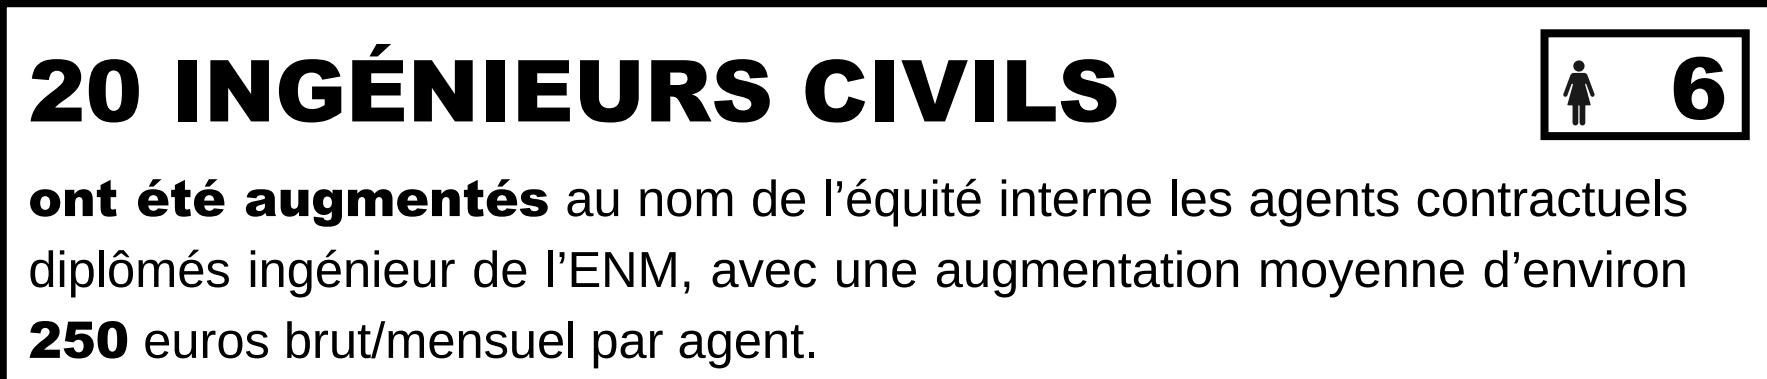 20 INGÉNIEURS CIVILS
6
ont été augmentés au nom de l’équité interne les agents contractuels
diplômés ingénieur de l’ENM, avec une augmentation moyenne d’environ
250 euros brut/mensuel par agent.